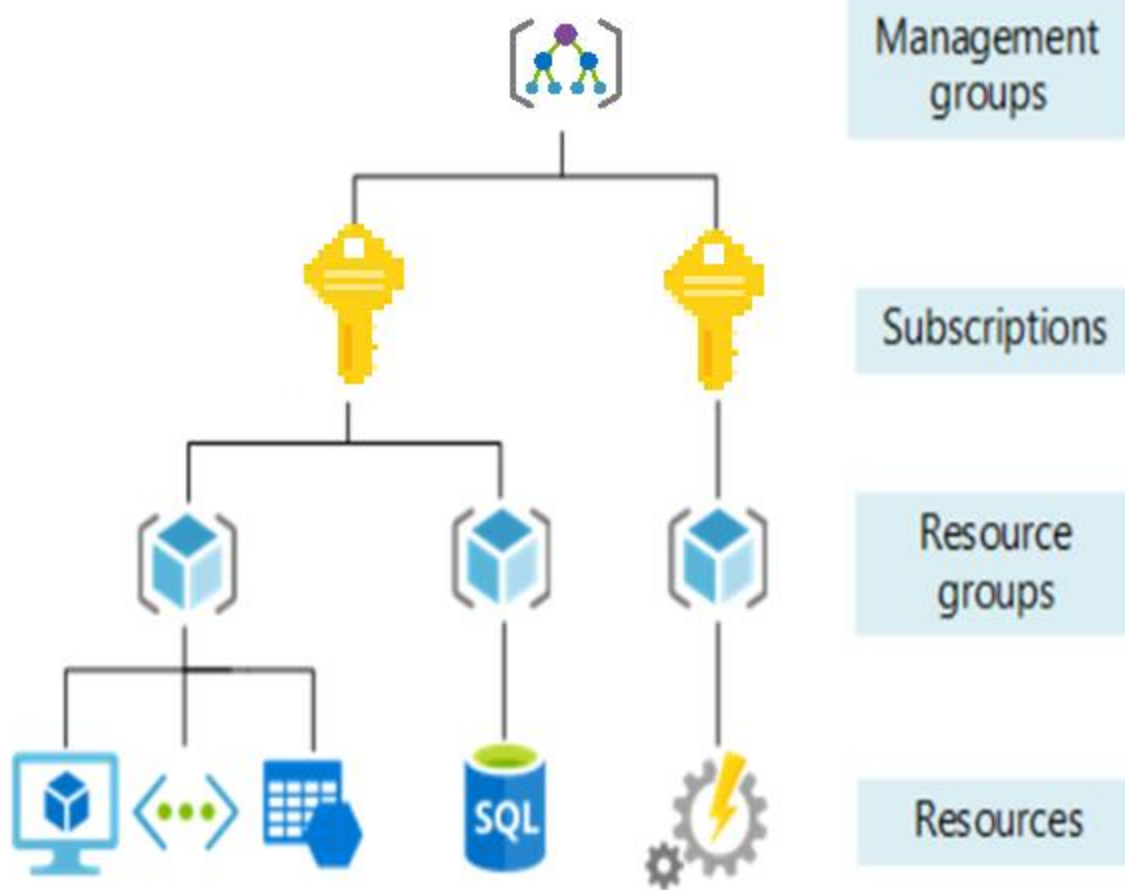 Management
groups
Subscriptions
Resource
groups
SQL
Resources